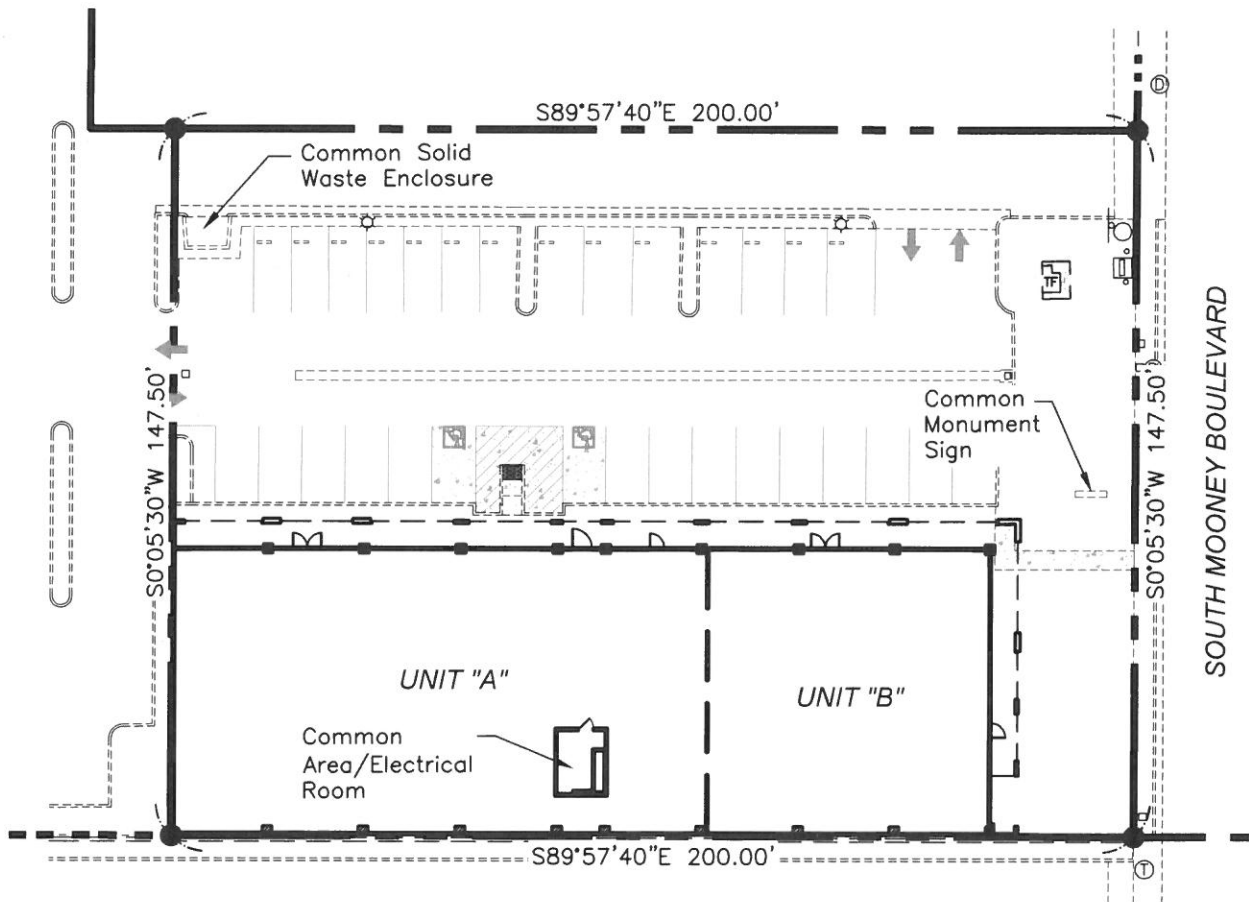 S89°57'40"E 200.00'
D
Common Solid
Waste Enclosure
TF
S0°05'30"W 147.50'
Common
Monument
Sign
S0°05'30"W 147.50'
SOUTH MOONEY BOULEVARD
UNIT "A"
UNIT "B"
Common
Area/Electrical
Room
S89°57'40"E 200.00'
T